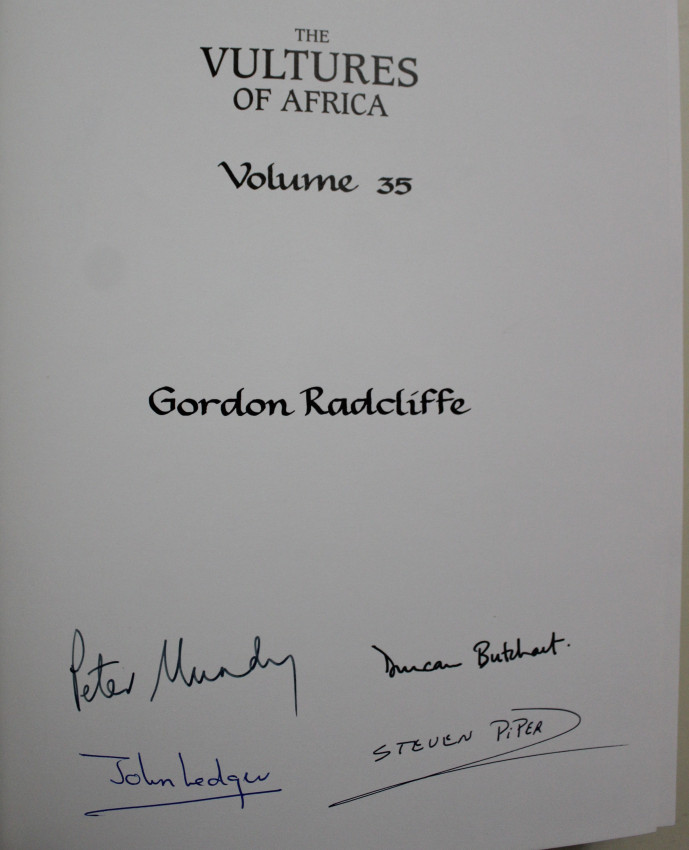 THE
VULTURES
OF AFRICA
Volume 35
Gordon Radcliffe
Peter Mundy
Duncan Butchart.
John Ledger
STEVEN PiPER